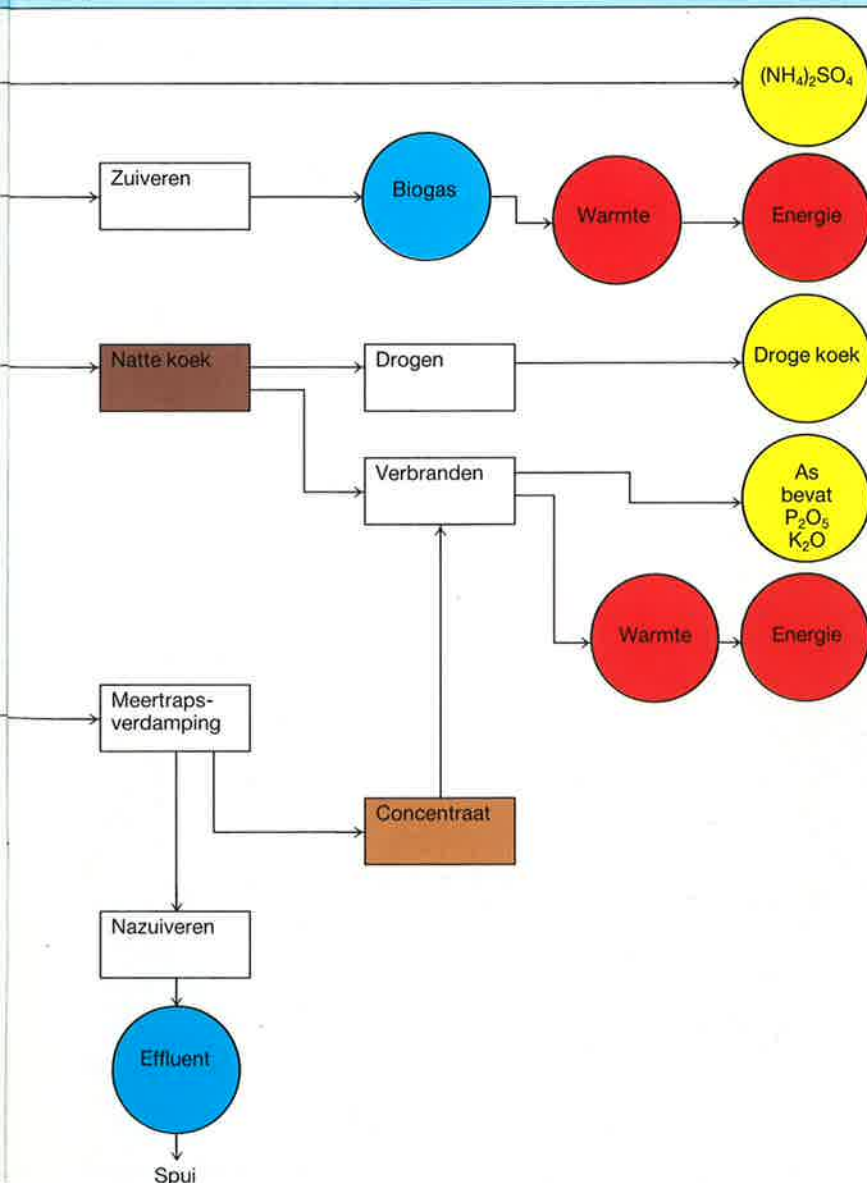 (NH₄)₂SO₄
Zuiveren
Biogas
Warmte
Energie
Natte koek
Drogen
Droge koek
Verbranden
As
bevat
P₂O₅
K₂O
Warmte
Energie
Meertraps-
verdamping
Concentraat
Nazuiveren
Effluent
Spui